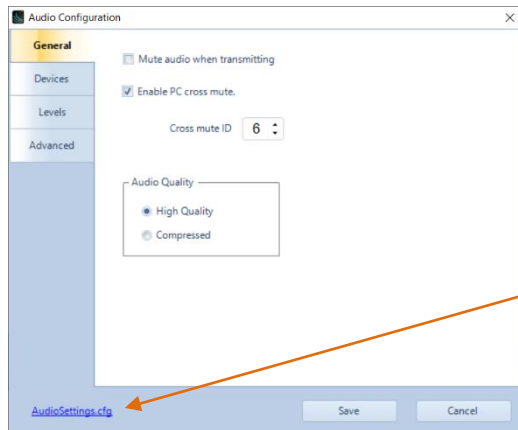 Audio Configuration
General
Devices
Levels
Advanced
Mute audio when transmitting
Enable PC cross mute.
Cross mute ID 6
Audio Quality
High Quality
Compressed
AudioSettings.cfg
Save
Cancel